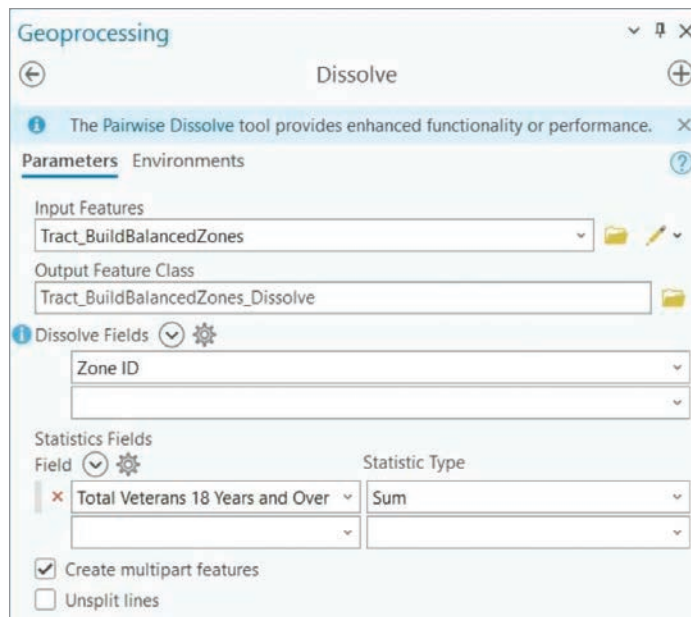 Geoprocessing
Dissolve
The Pairwise Dissolve tool provides enhanced functionality or performance.
Parameters Environments
Input Features
Tract_BuildBalancedZones
Output Feature Class
Tract_BuildBalancedZones_Dissolve
Dissolve Fields
Zone ID
Statistics Fields
Field Statistic Type
Total Veterans 18 Years and Over Sum
Create multipart features
Unsplit lines